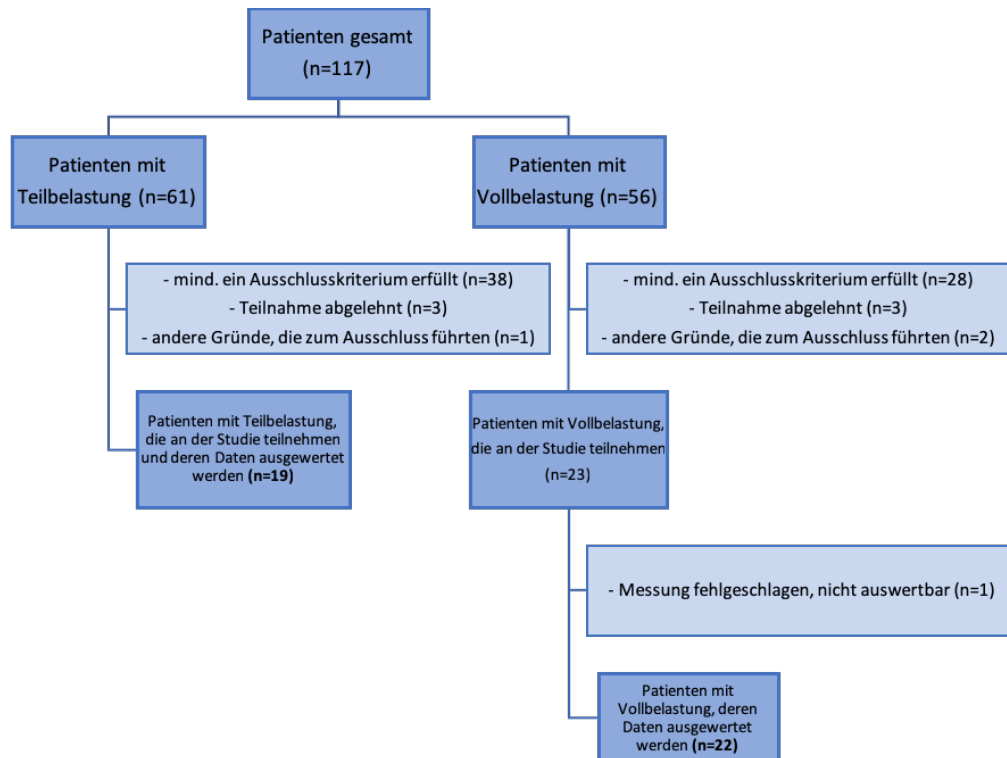 Patienten gesamt
(n=117)
Patienten mit
Teilbelastung (n=61)
Patienten mit
Vollbelastung (n=56)
- mind. ein Ausschlusskriterium erfüllt (n=38)
- Teilnahme abgelehnt (n=3)
- andere Gründe, die zum Ausschluss führten (n=1)
- mind. ein Ausschlusskriterium erfüllt (n=28)
- Teilnahme abgelehnt (n=3)
- andere Gründe, die zum Ausschluss führten (n=2)
Patienten mit Teilbelastung,
die an der Studie teilnehmen
und deren Daten ausgewertet
werden (n=19)
Patienten mit Vollbelastung,
die an der Studie teilnehmen
(n=23)
- Messung fehlgeschlagen, nicht auswertbar (n=1)
Patienten mit
Vollbelastung, deren
Daten ausgewertet
werden (n=22)